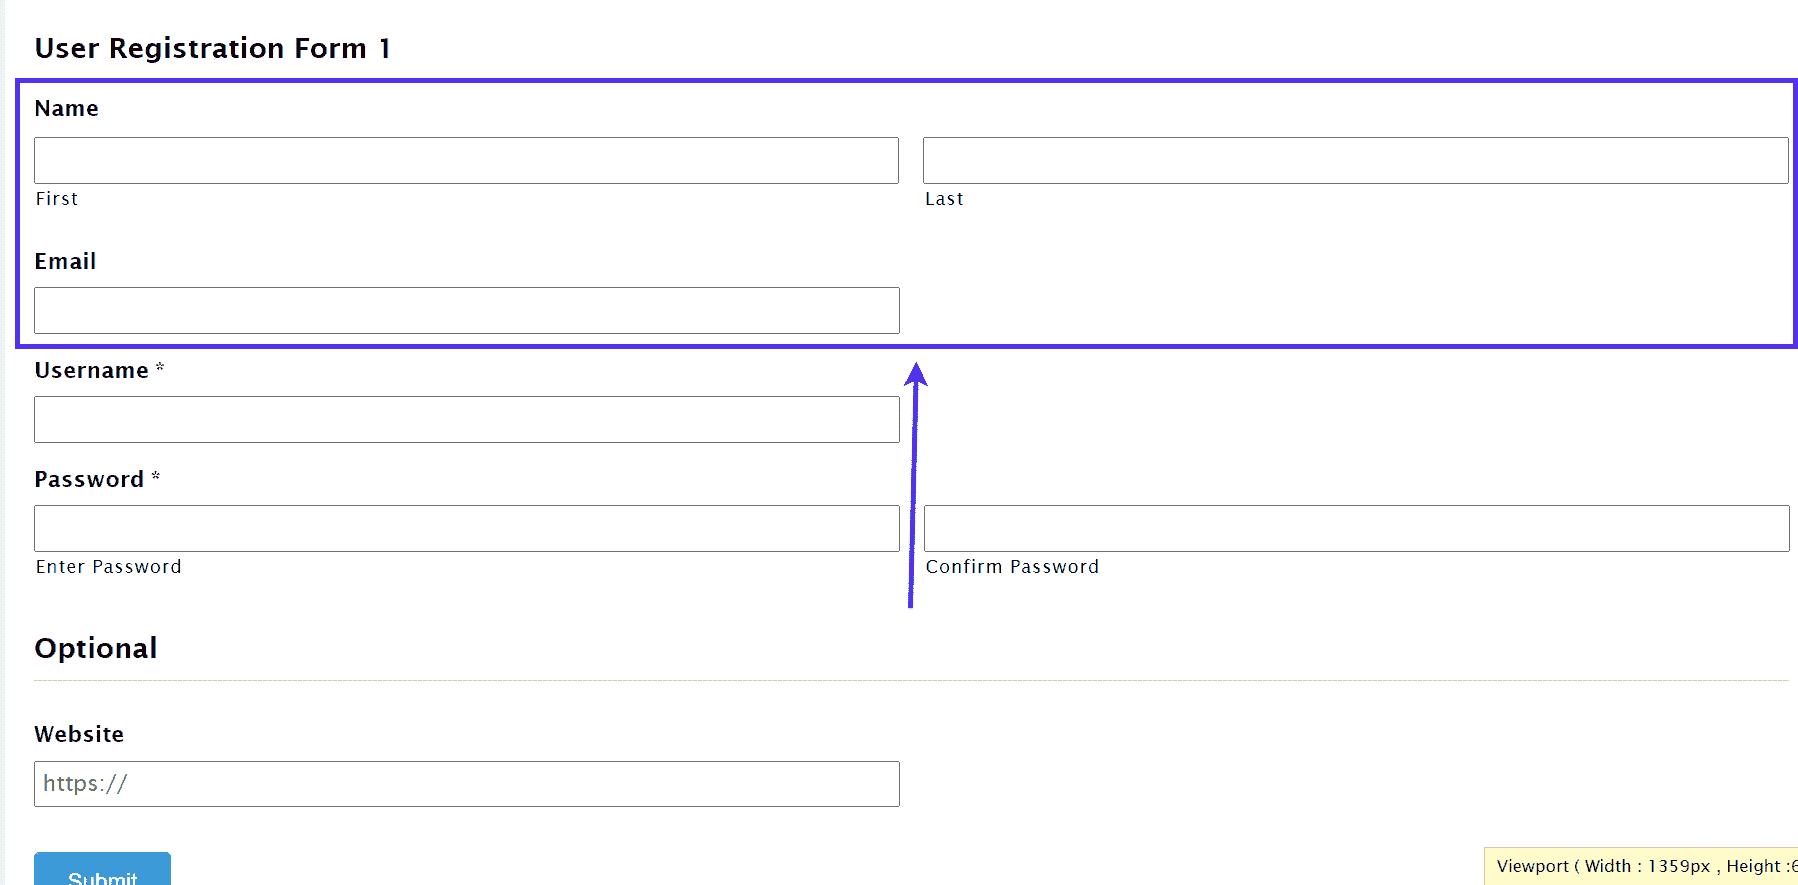 User Registration Form 1
Name
First Last
Email
Username *
Password *
Enter Password Confirm Password
Optional
Website
https://
Submit
Viewport ( Width : 1359px , Height :